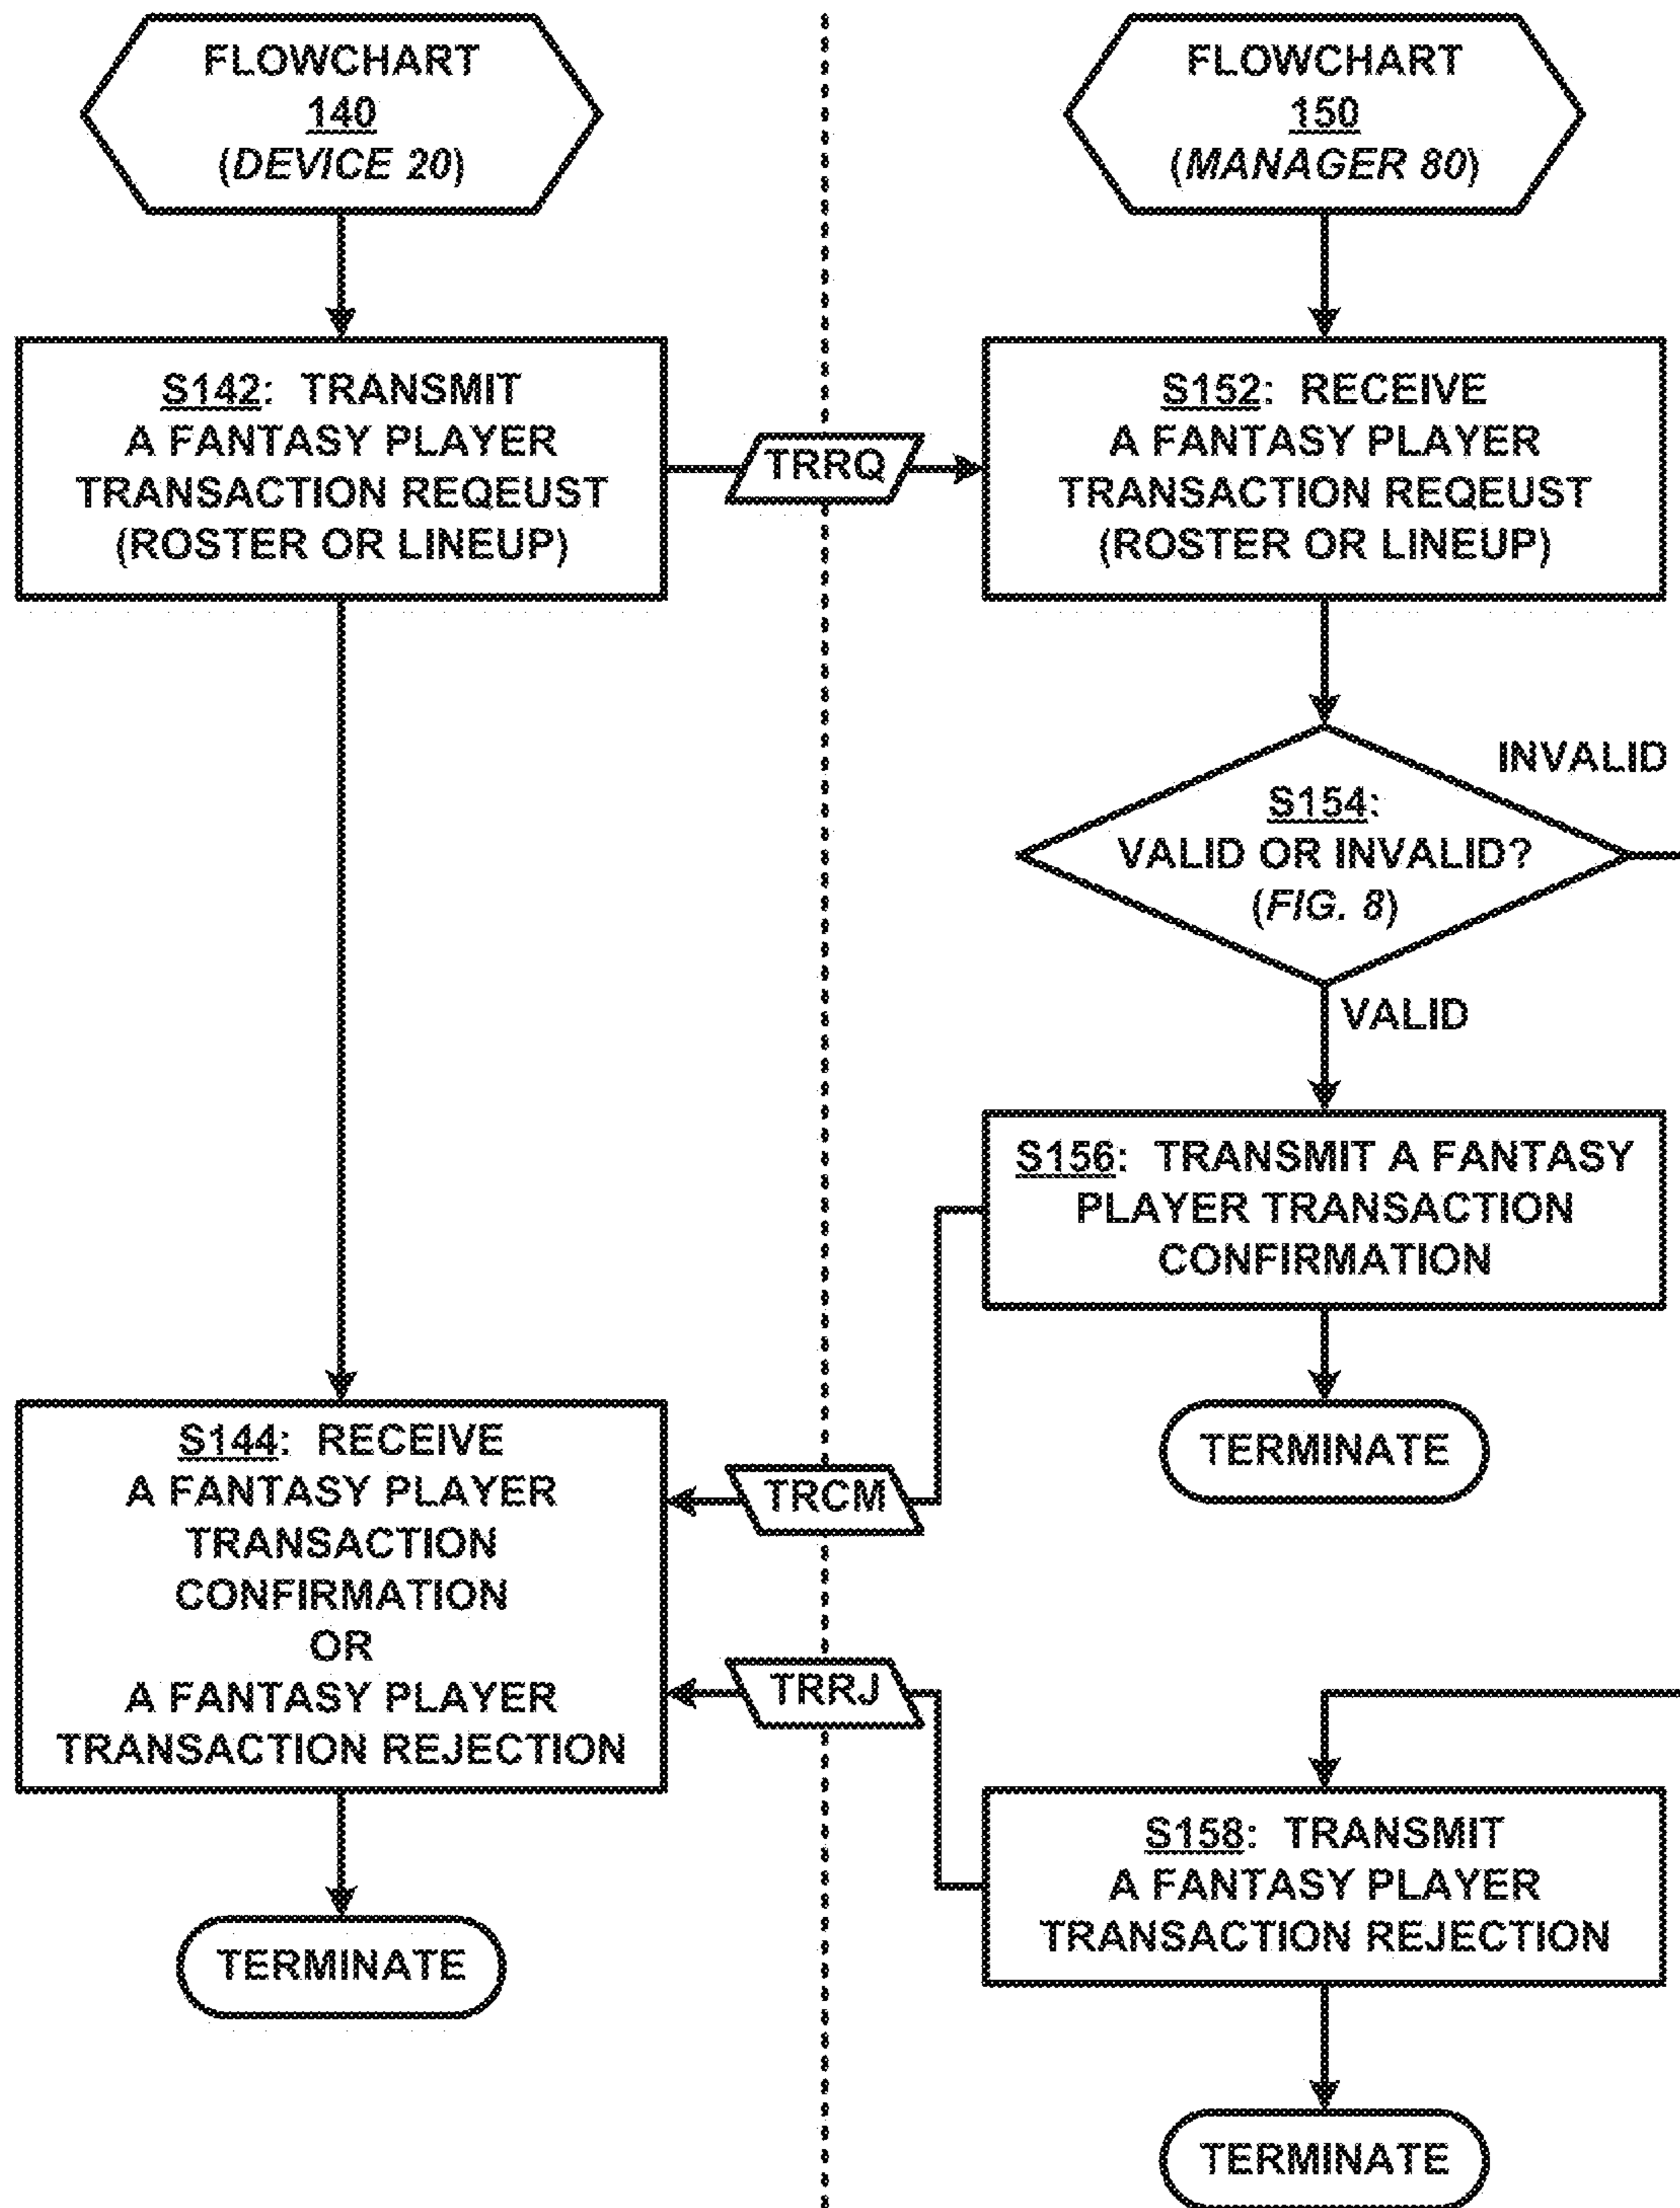 FLOWCHART
140
(DEVICE 20)
S142: TRANSMIT
A FANTASY PLAYER
TRANSACTION REQEUST
(ROSTER OR LINEUP)
S144: RECEIVE
A FANTASY PLAYER
TRANSACTION
CONFIRMATION
OR
A FANTASY PLAYER
TRANSACTION REJECTION
TERMINATE
TRRQ
TRCM
TRRJ
FLOWCHART
150
(MANAGER 80)
S152: RECEIVE
A FANTASY PLAYER
TRANSACTION REQEUST
(ROSTER OR LINEUP)
INVALID
S154:
VALID OR INVALID?
(FIG. 8)
VALID
S156: TRANSMIT A FANTASY
PLAYER TRANSACTION
CONFIRMATION
TERMINATE
S158: TRANSMIT
A FANTASY PLAYER
TRANSACTION REJECTION
TERMINATE